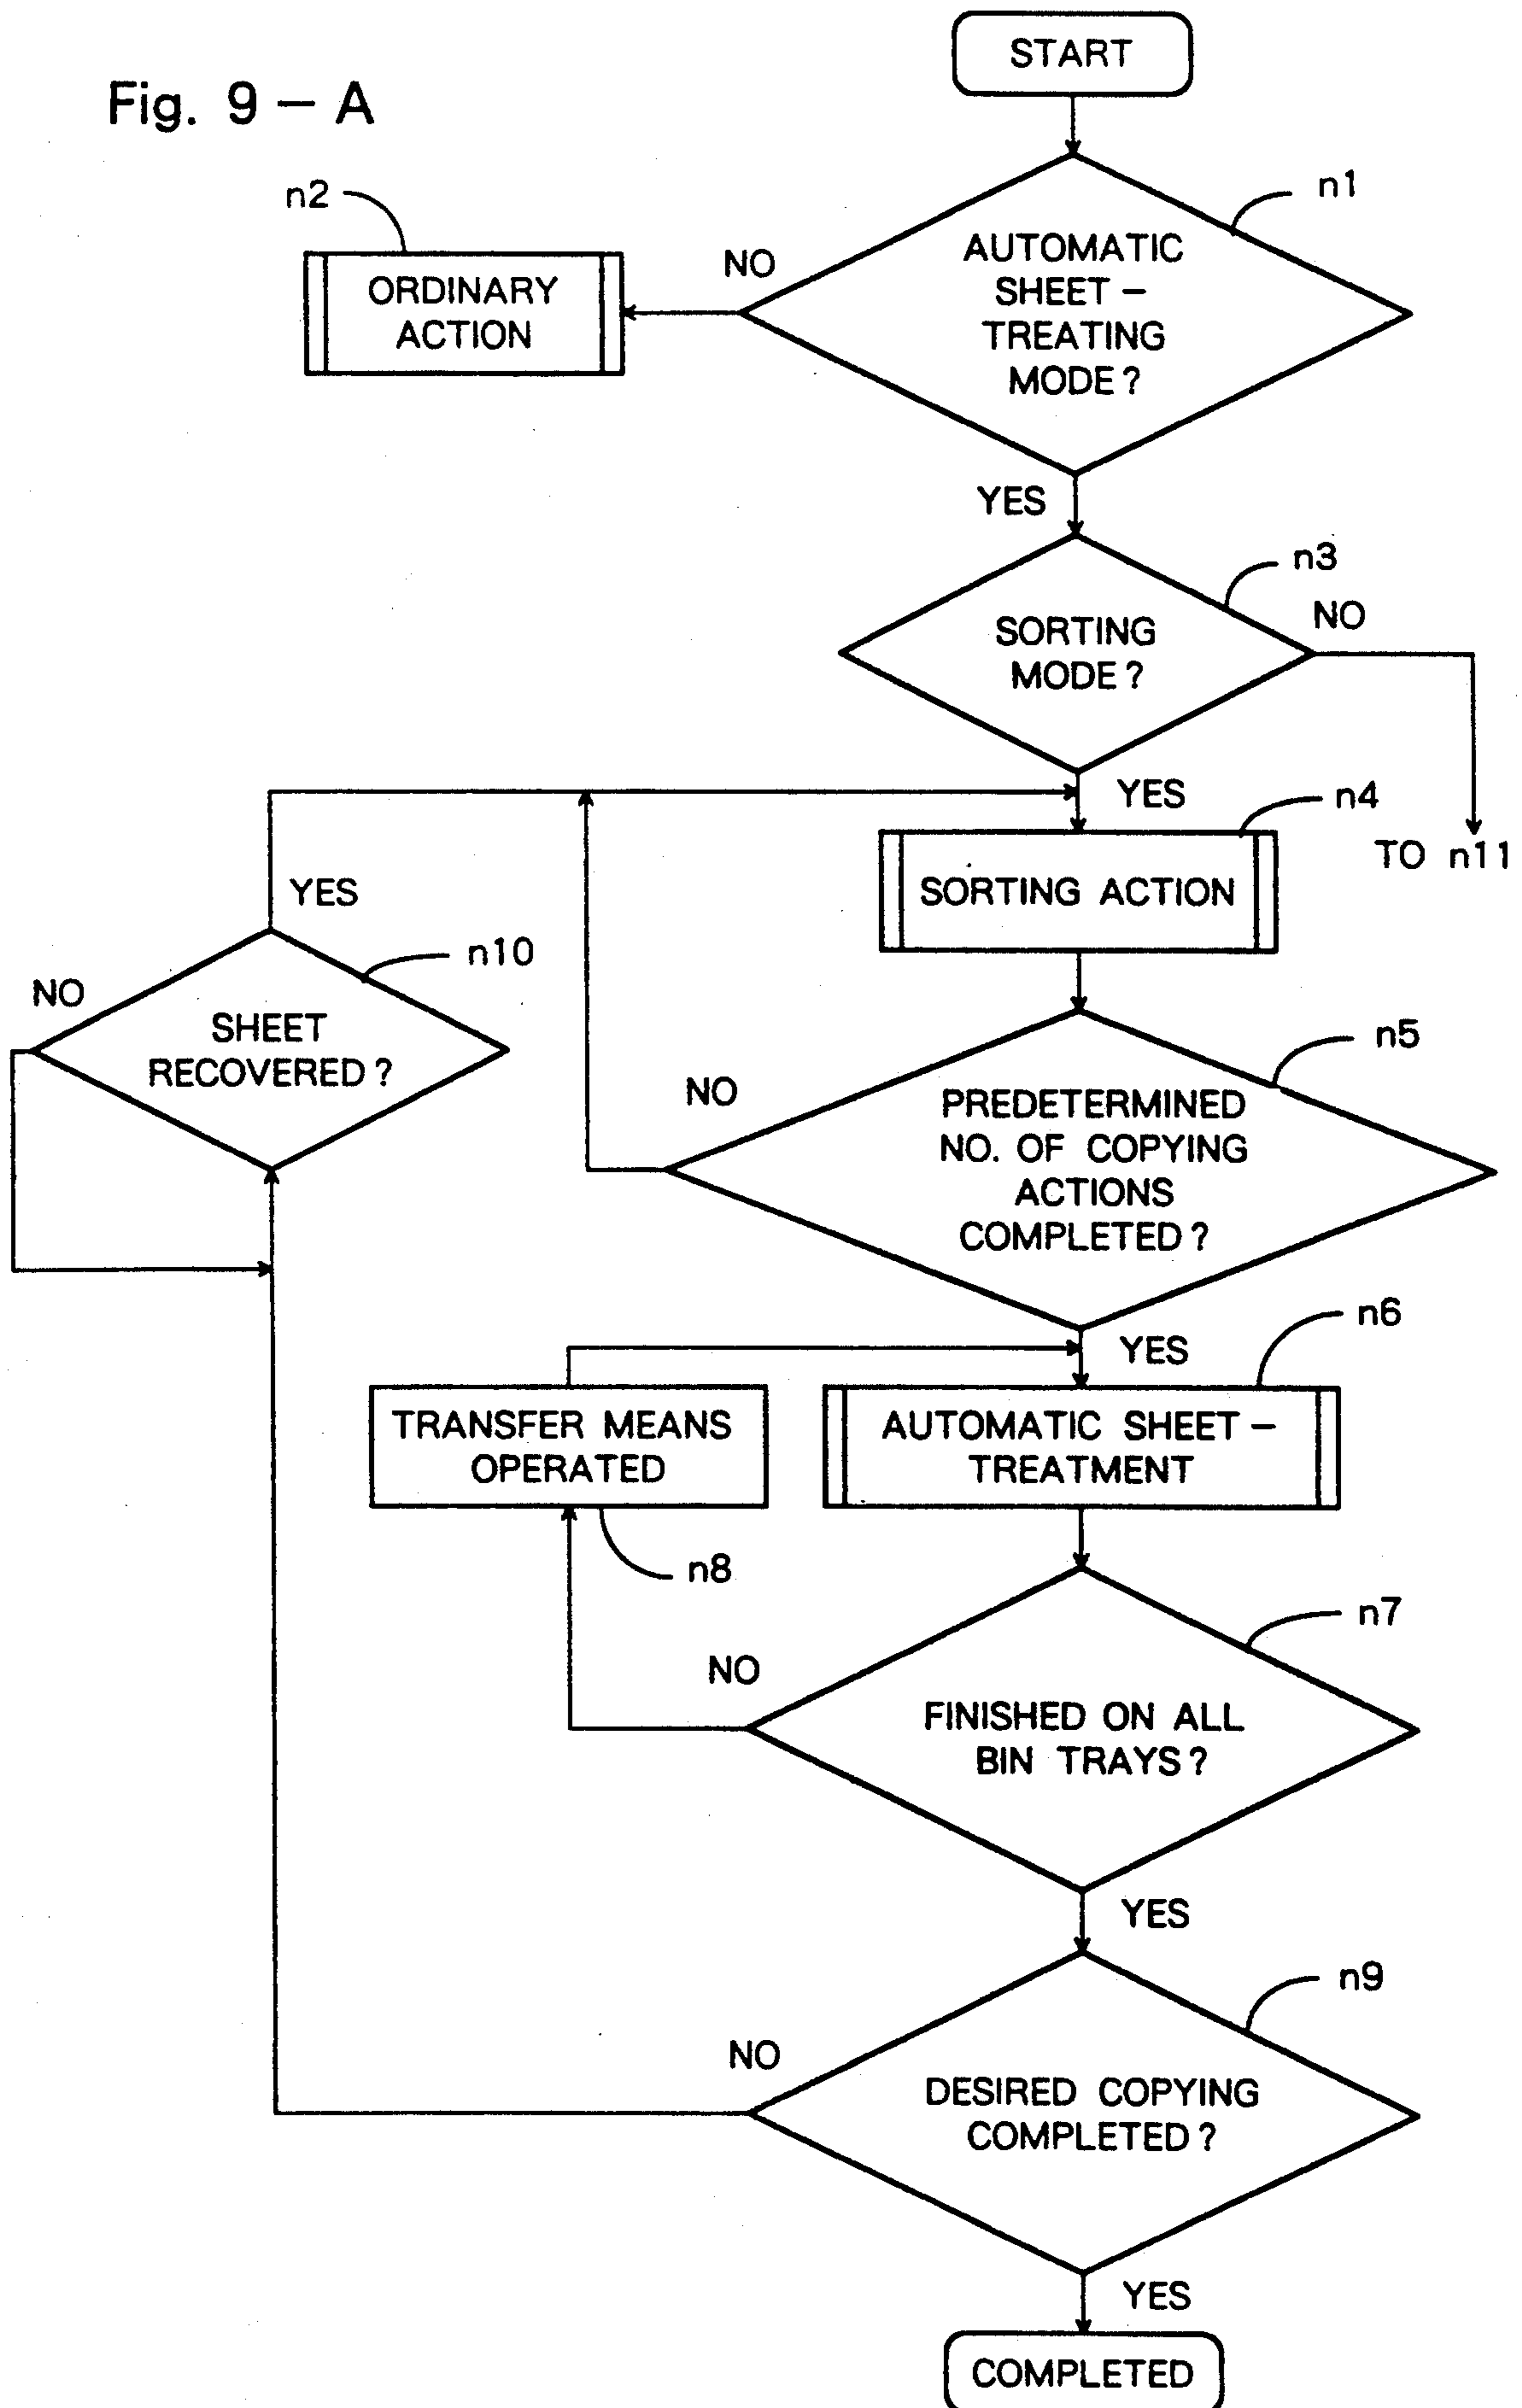 START
Fig. 9 – A
n1
n2
AUTOMATIC
SHEET –
TREATING
MODE?
NO
ORDINARY
ACTION
YES
n3
SORTING
MODE?
NO
YES
n4
TO n11
SORTING ACTION
YES
n10
NO
SHEET
RECOVERED?
n5
NO
PREDETERMINED
NO. OF COPYING
ACTIONS
COMPLETED?
n6
YES
TRANSFER MEANS
OPERATED
AUTOMATIC SHEET –
TREATMENT
n8
n7
NO
FINISHED ON ALL
BIN TRAYS?
YES
n9
NO
DESIRED COPYING
COMPLETED?
YES
COMPLETED